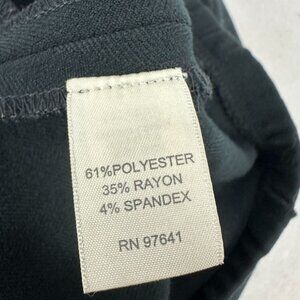 61%POLYESTER
35% RAYON
4% SPANDEX
RN 97641